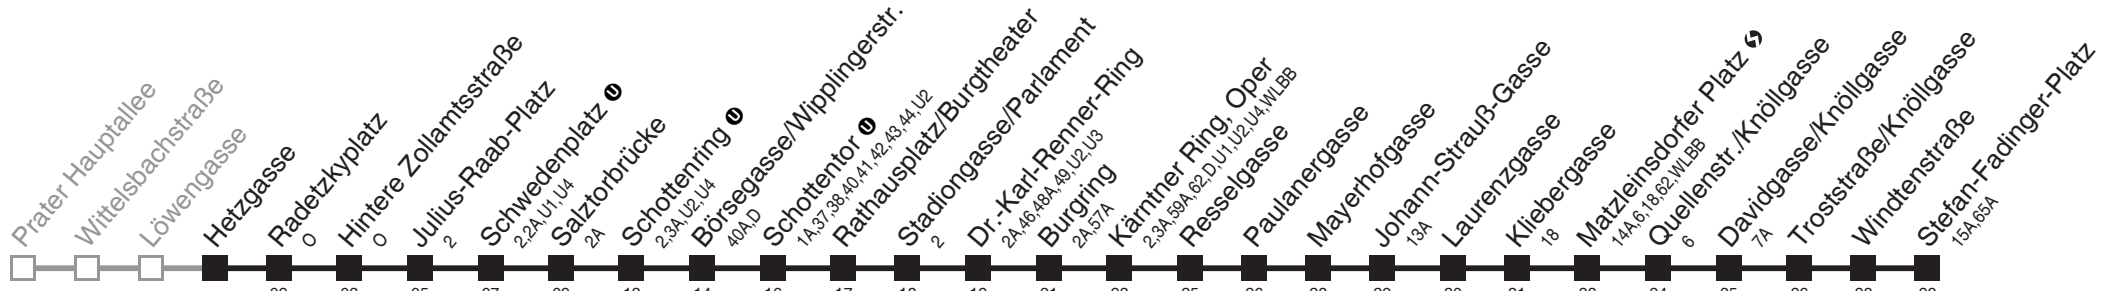 Prater Hauptallee
Wittelsbachstraße
Löwengasse
Hetzgasse
Radetzkyplatz
O
Hintere Zollamtsstraße
O
Julius-Raab-Platz
2
Schwedenplatz U
2,2A,U1,U4
Salztorbrücke
2A
Schottenring U
2,3A,U2,U4
Börsegasse/Wipplingerstr.
40A,D
Schottentor U
1A,37,38,40,41,42,43,44,U2
Rathausplatz/Burgtheater
Stadiongasse/Parlament
2
Dr.-Karl-Renner-Ring
2A,46,48A,49,U2,U3
Burgring
2A,57A
Kärntner Ring, Oper
2,3A,59A,62,D,U1,U2,U4,WLBB
Resselgasse
Paulanergasse
Mayerhofgasse
Johann-Strauß-Gasse
13A
Laurenzgasse
Kliebergasse
18
Matzleinsdorfer Platz
14A,6,18,62,WLBB
Quellenstr./Knöllgasse
6
Davidgasse/Knöllgasse
7A
Troststraße/Knöllgasse
Windtenstraße
Stefan-Fadinger-Platz
15A,65A